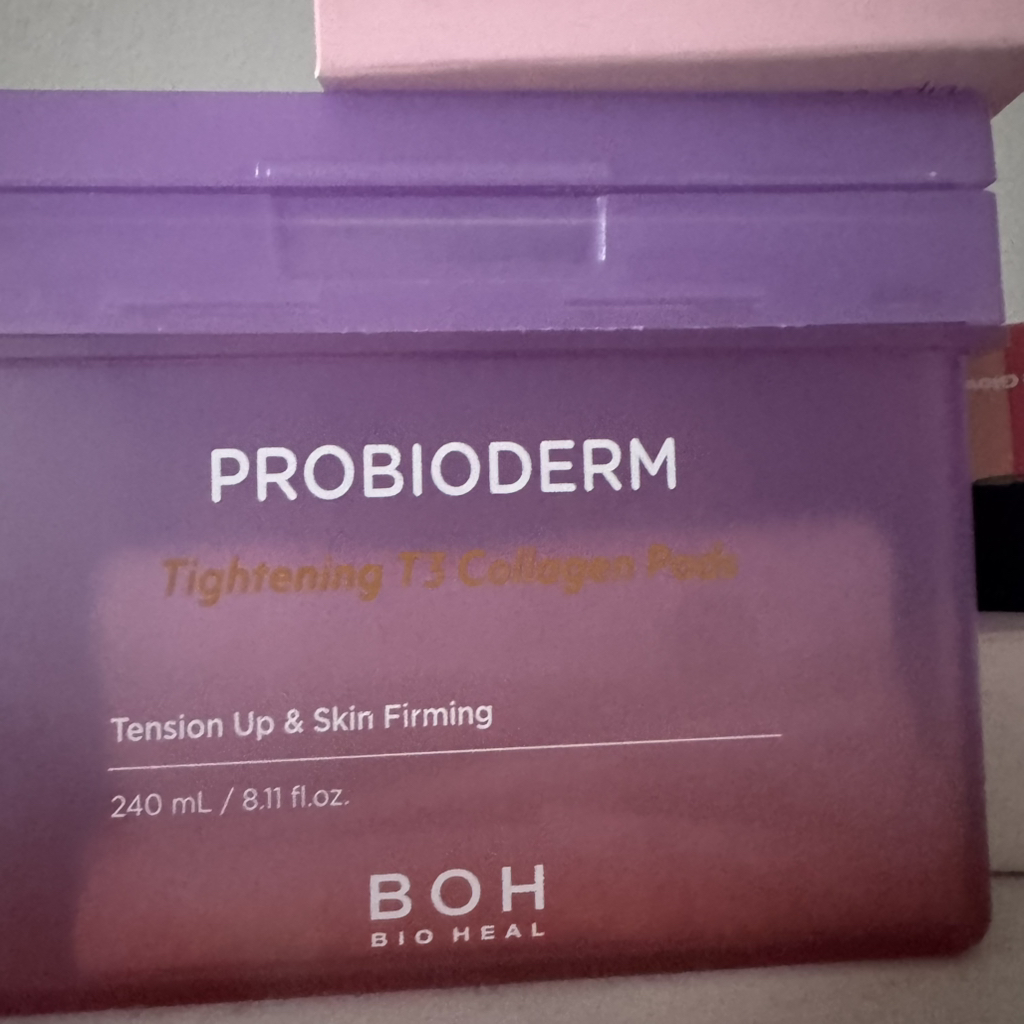 PROBIODERM
Tightening T3 Collagen Pads
Tension Up & Skin Firming
240 mL / 8.11 fl.oz.
BOH
BIO HEAL